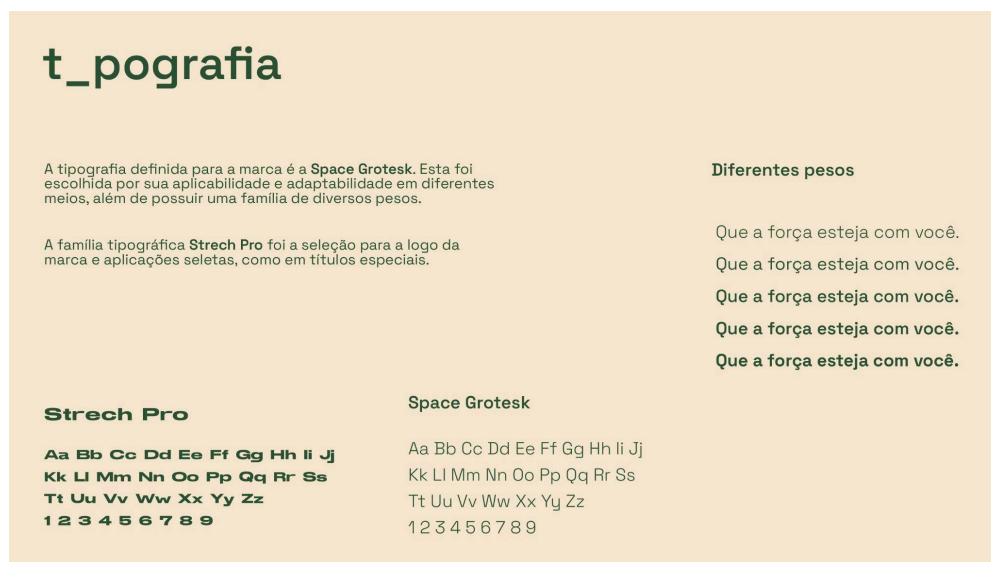 t_pografia
A tipografia definida para a marca é a Space Grotesk. Esta foi
escolhida por sua aplicabilidade e adaptabilidade em diferentes
meios, além de possuir uma família de diversos pesos.
A família tipográfica Strech Pro foi a seleção para a logo da
marca e aplicações seletas, como em títulos especiais.
Diferentes pesos
Que a força esteja com você.
Que a força esteja com você.
Que a força esteja com você.
Que a força esteja com você.
Que a força esteja com você.
Strech Pro
Aa Bb Cc Dd Ee Ff Gg Hh Ii Jj
Kk Ll Mm Nn Oo Pp Qq Rr Ss
Tt Uu Vv Ww Xx Yy Zz
1 2 3 4 5 6 7 8 9
Space Grotesk
Aa Bb Cc Dd Ee Ff Gg Hh Ii Jj
Kk Ll Mm Nn Oo Pp Qq Rr Ss
Tt Uu Vv Ww Xx Yy Zz
1 2 3 4 5 6 7 8 9